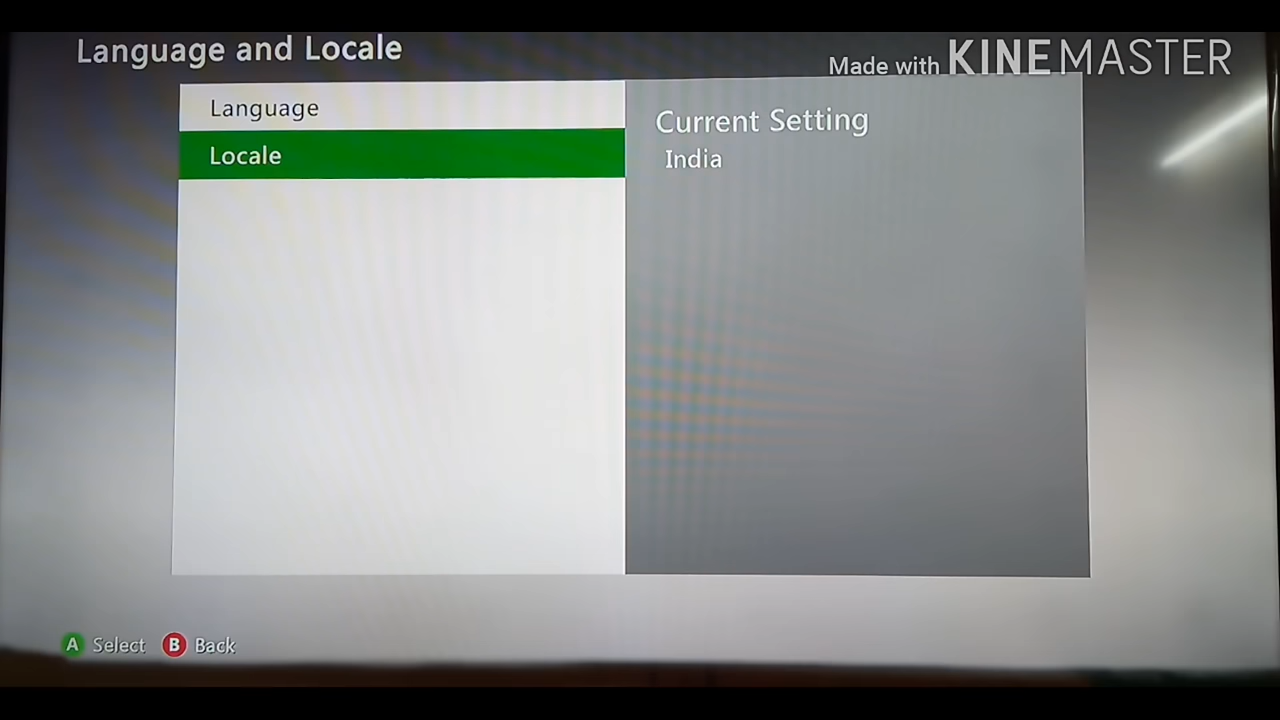 Language and Locale
Made with KINEMASTER
Language
Locale
Current Setting
India
A Select B Back